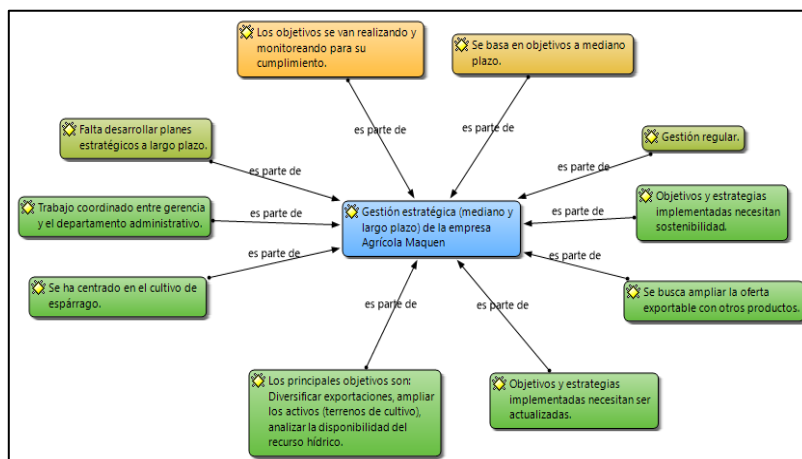 Los objetivos se van realizando y
monitoreando para su
cumplimiento.
Se basa en objetivos a mediano
plazo.
es parte de
es parte de
Falta desarrollar planes
estratégicos a largo plazo.
es parte de
Gestión regular.
es parte de
Trabajo coordinado entre gerencia
y el departamento administrativo.
es parte de
Gestión estratégica (mediano y
largo plazo) de la empresa
Agrícola Maquen
es parte de
Objetivos y estrategias
implementadas necesitan
sostenibilidad.
Se ha centrado en el cultivo de
espárrago.
es parte de
es parte de
Se busca ampliar la oferta
exportable con otros productos.
es parte de
es parte de
Los principales objetivos son:
Diversificar exportaciones, ampliar
los activos (terrenos de cultivo),
analizar la disponibilidad del
recurso hídrico.
Objetivos y estrategias
implementadas necesitan ser
actualizadas.